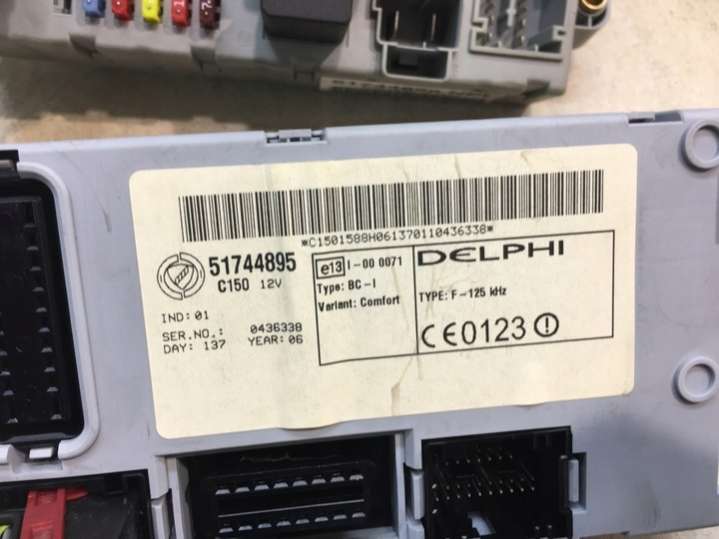 *C1501588H061370110436338*
51744895
C150 12V
IND: 01
SER.NO.: 0436338
DAY: 137 YEAR: 06
e13 I-00 0071
Type: BC-I
Variant: Comfort
DELPHI
TYPE: F-125 kHz
CE0123